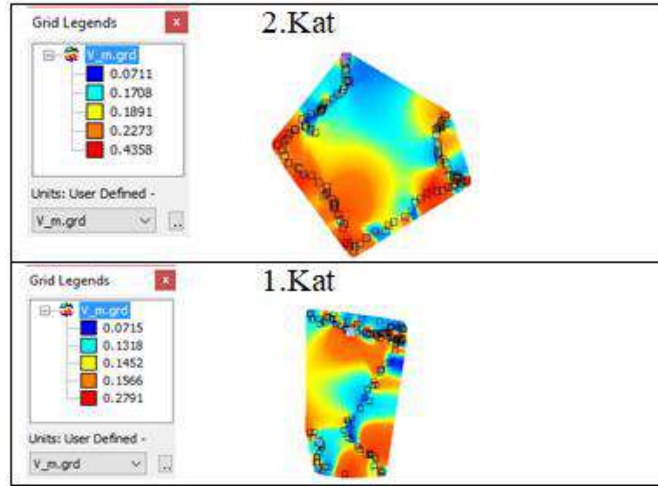 Grid Legends x
2.Kat
V_m.grd
0.0711
0.1708
0.1891
0.2273
0.4358
Units: User Defined -
V_m.grd ..
Grid Legends x
1.Kat
V_m.grd
0.0715
0.1318
0.1452
0.1566
0.2791
Units: User Defined -
V_m.grd ..